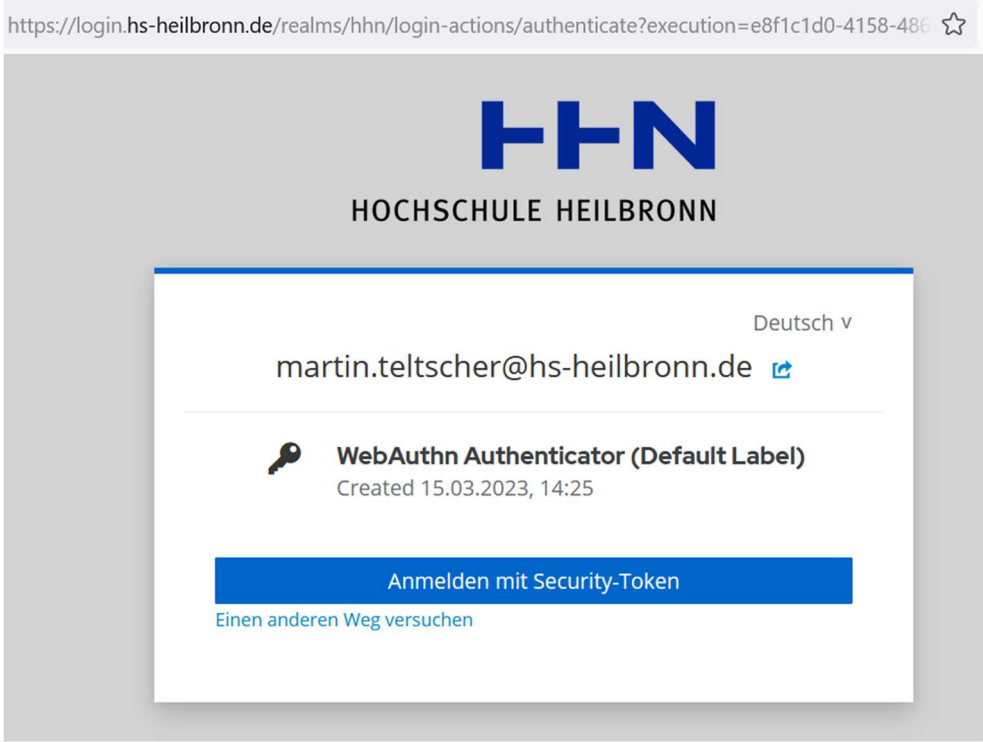 https://login.hs-heilbronn.de/realms/hhn/login-actions/authenticate?execution=e8f1c1d0-4158-486
HHN
HOCHSCHULE HEILBRONN
Deutsch v
martin.teltscher@hs-heilbronn.de
WebAuthn Authenticator (Default Label)
Created 15.03.2023, 14:25
Anmelden mit Security-Token
Einen anderen Weg versuchen